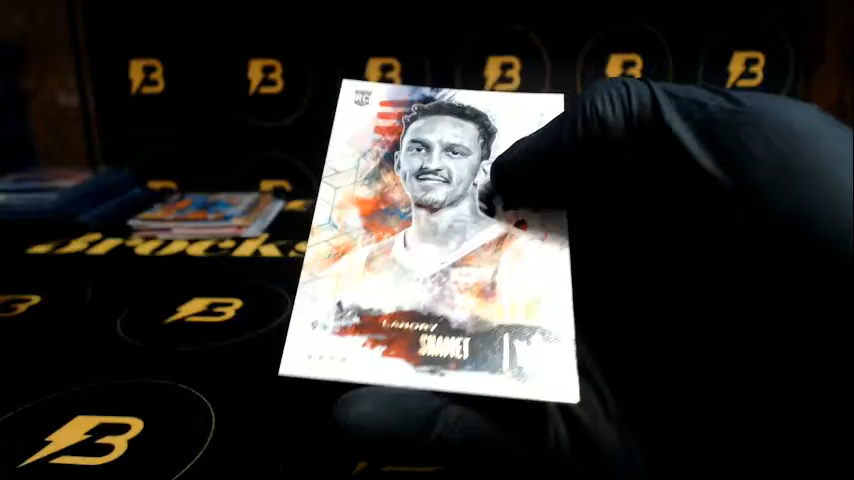 B B B B B B
RC
Brocks
B
B
B
LANDRY
SHAMET